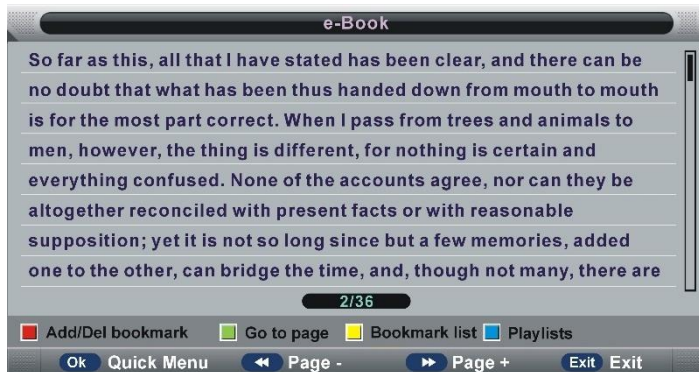 e-Book
So far as this, all that I have stated has been clear, and there can be
no doubt that what has been thus handed down from mouth to mouth
is for the most part correct. When I pass from trees and animals to
men, however, the thing is different, for nothing is certain and
everything confused. None of the accounts agree, nor can they be
altogether reconciled with present facts or with reasonable
supposition; yet it is not so long since but a few memories, added
one to the other, can bridge the time, and, though not many, there are
2/36
Add/Del bookmark Go to page Bookmark list Playlists
Ok Quick Menu Page - Page + Exit Exit